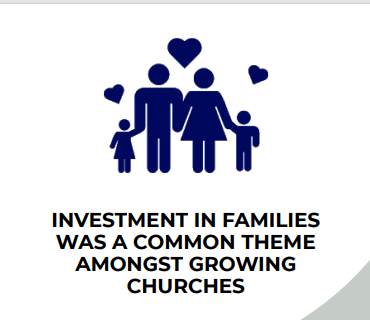 INVESTMENT IN FAMILIES
WAS A COMMON THEME
AMONGST GROWING
CHURCHES